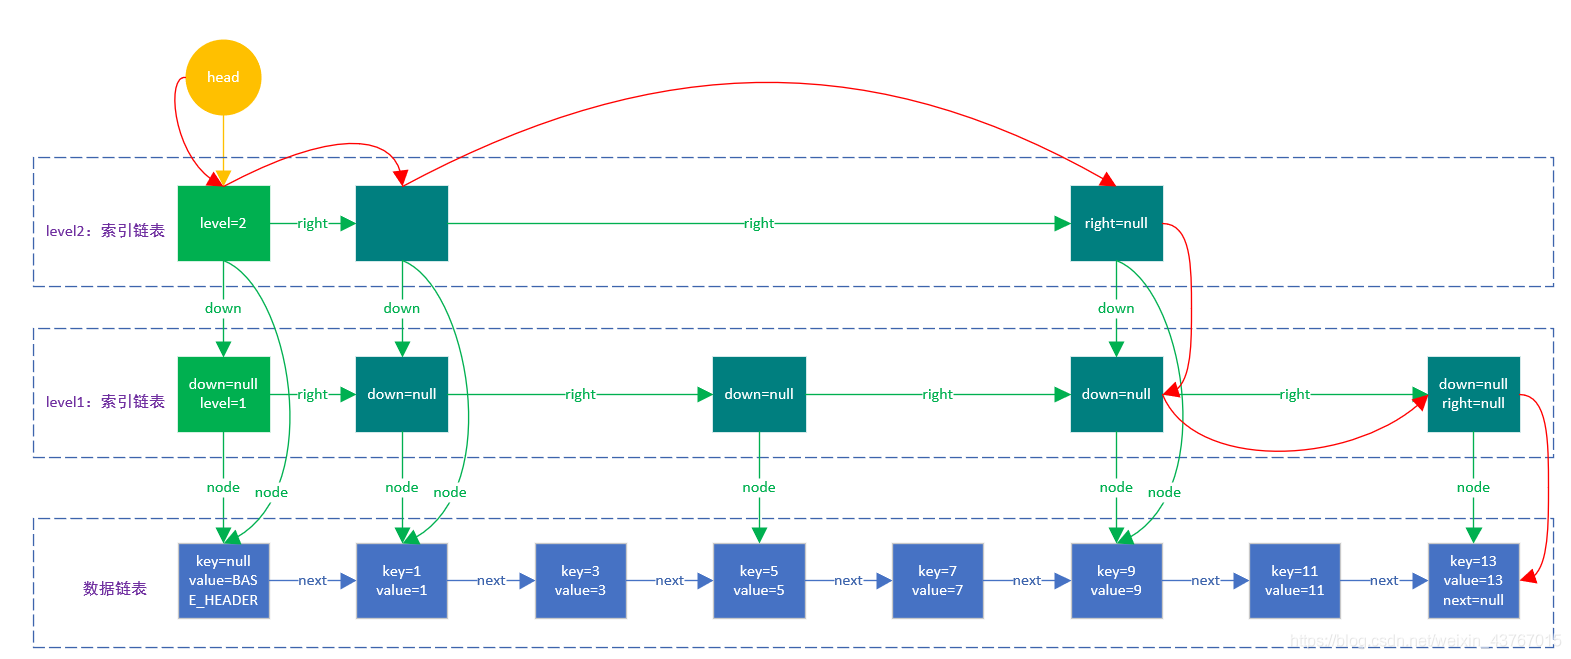 head
level2：索引链表
level=2
right
right
right=null
down
down
down
level1：索引链表
down=null
level=1
right
down=null
right
down=null
right
down=null
right
down=null
right=null
node
node
node
node
node
node
node
node
数据链表
key=null
value=BAS
E_HEADER
next
key=1
value=1
next
key=3
value=3
next
key=5
value=5
next
key=7
value=7
next
key=9
value=9
next
key=11
value=11
next
key=13
value=13
next=null
https://blog.csdn.net/weixin_43767015